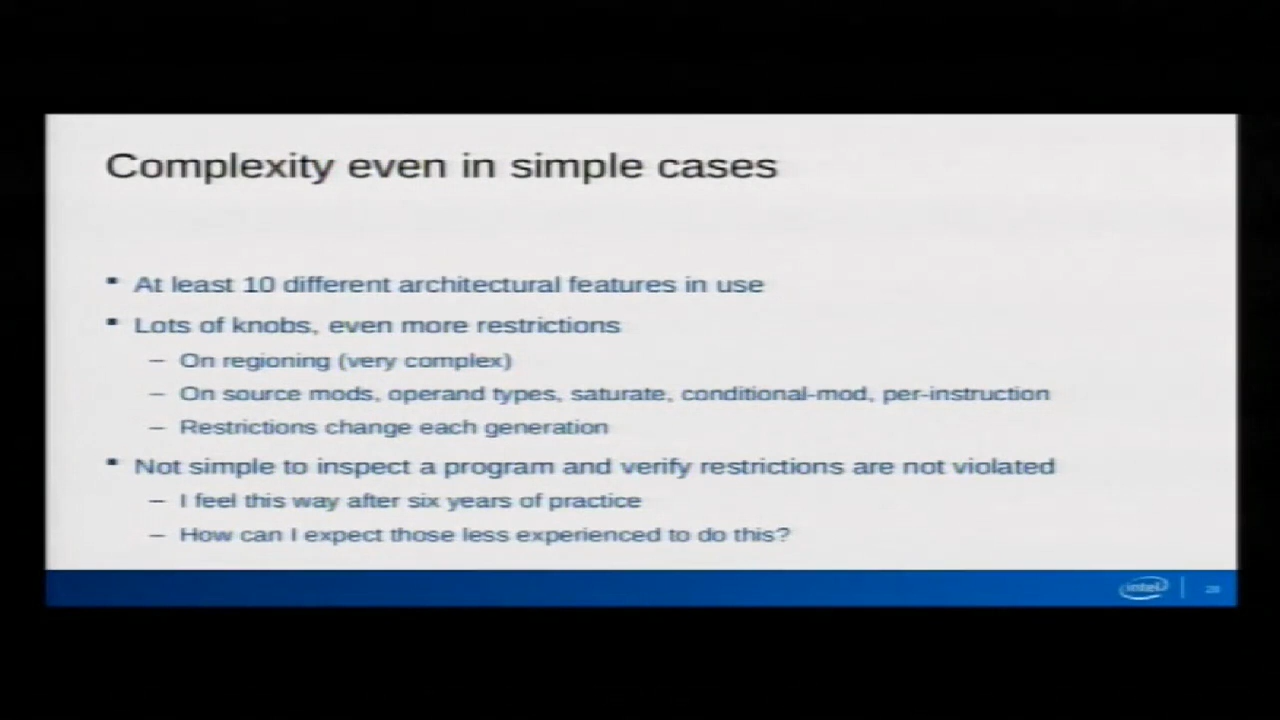 Complexity even in simple cases
▪ At least 10 different architectural features in use
▪ Lots of knobs, even more restrictions
– On regioning (very complex)
– On source mods, operand types, saturate, conditional-mod, per-instruction
– Restrictions change each generation
▪ Not simple to inspect a program and verify restrictions are not violated
– I feel this way after six years of practice
– How can I expect those less experienced to do this?
intel